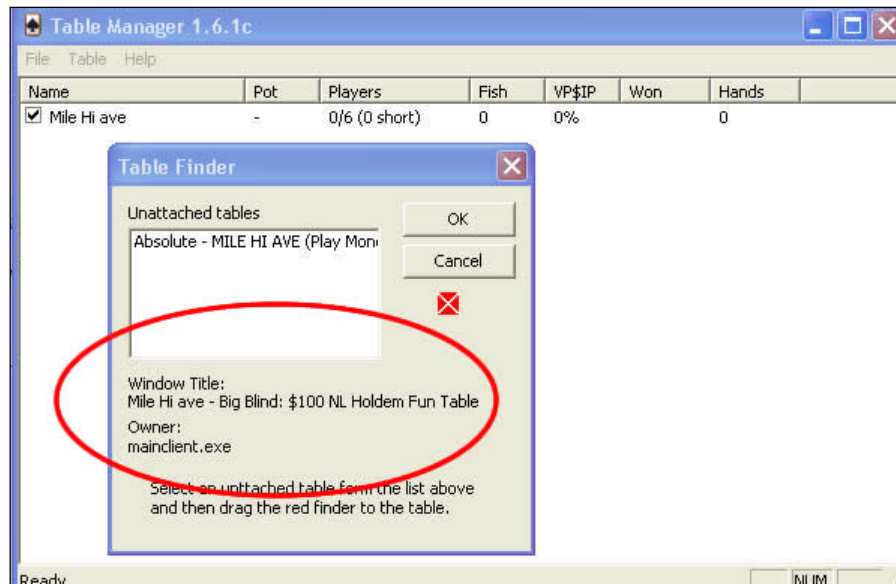 Table Manager 1.6.1c
File Table Help
Name Pot Players Fish VP$IP Won Hands
Mile Hi ave - 0/6 (0 short) 0 0% 0
Table Finder
Unattached tables
OK
Absolute - MILE HI AVE (Play Mon
Cancel
Window Title:
Mile Hi ave - Big Blind: $100 NL Holdem Fun Table
Owner:
mainclient.exe
Select an unttached table form the list above
and then drag the red finder to the table.
Ready NUM